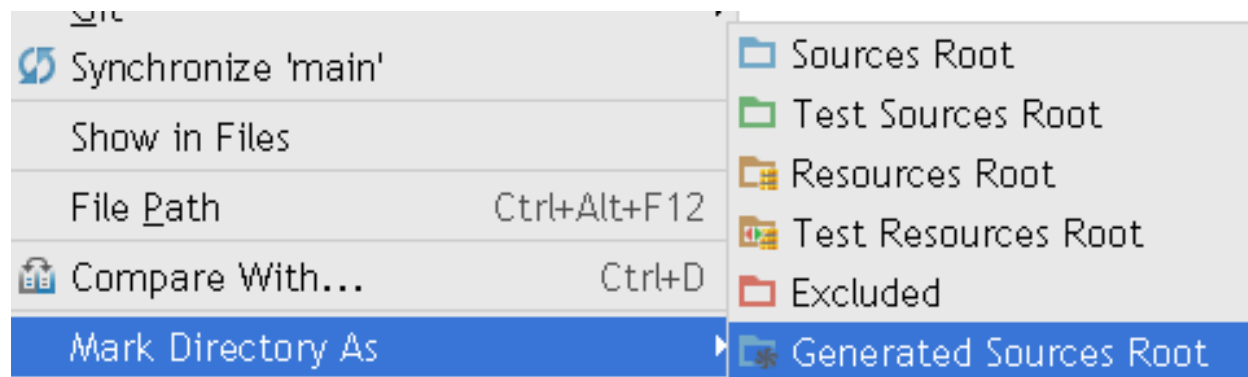 Synchronize 'main'
Show in Files
File Path Ctrl+Alt+F12
Compare With... Ctrl+D
Mark Directory As
Sources Root
Test Sources Root
Resources Root
Test Resources Root
Excluded
Generated Sources Root